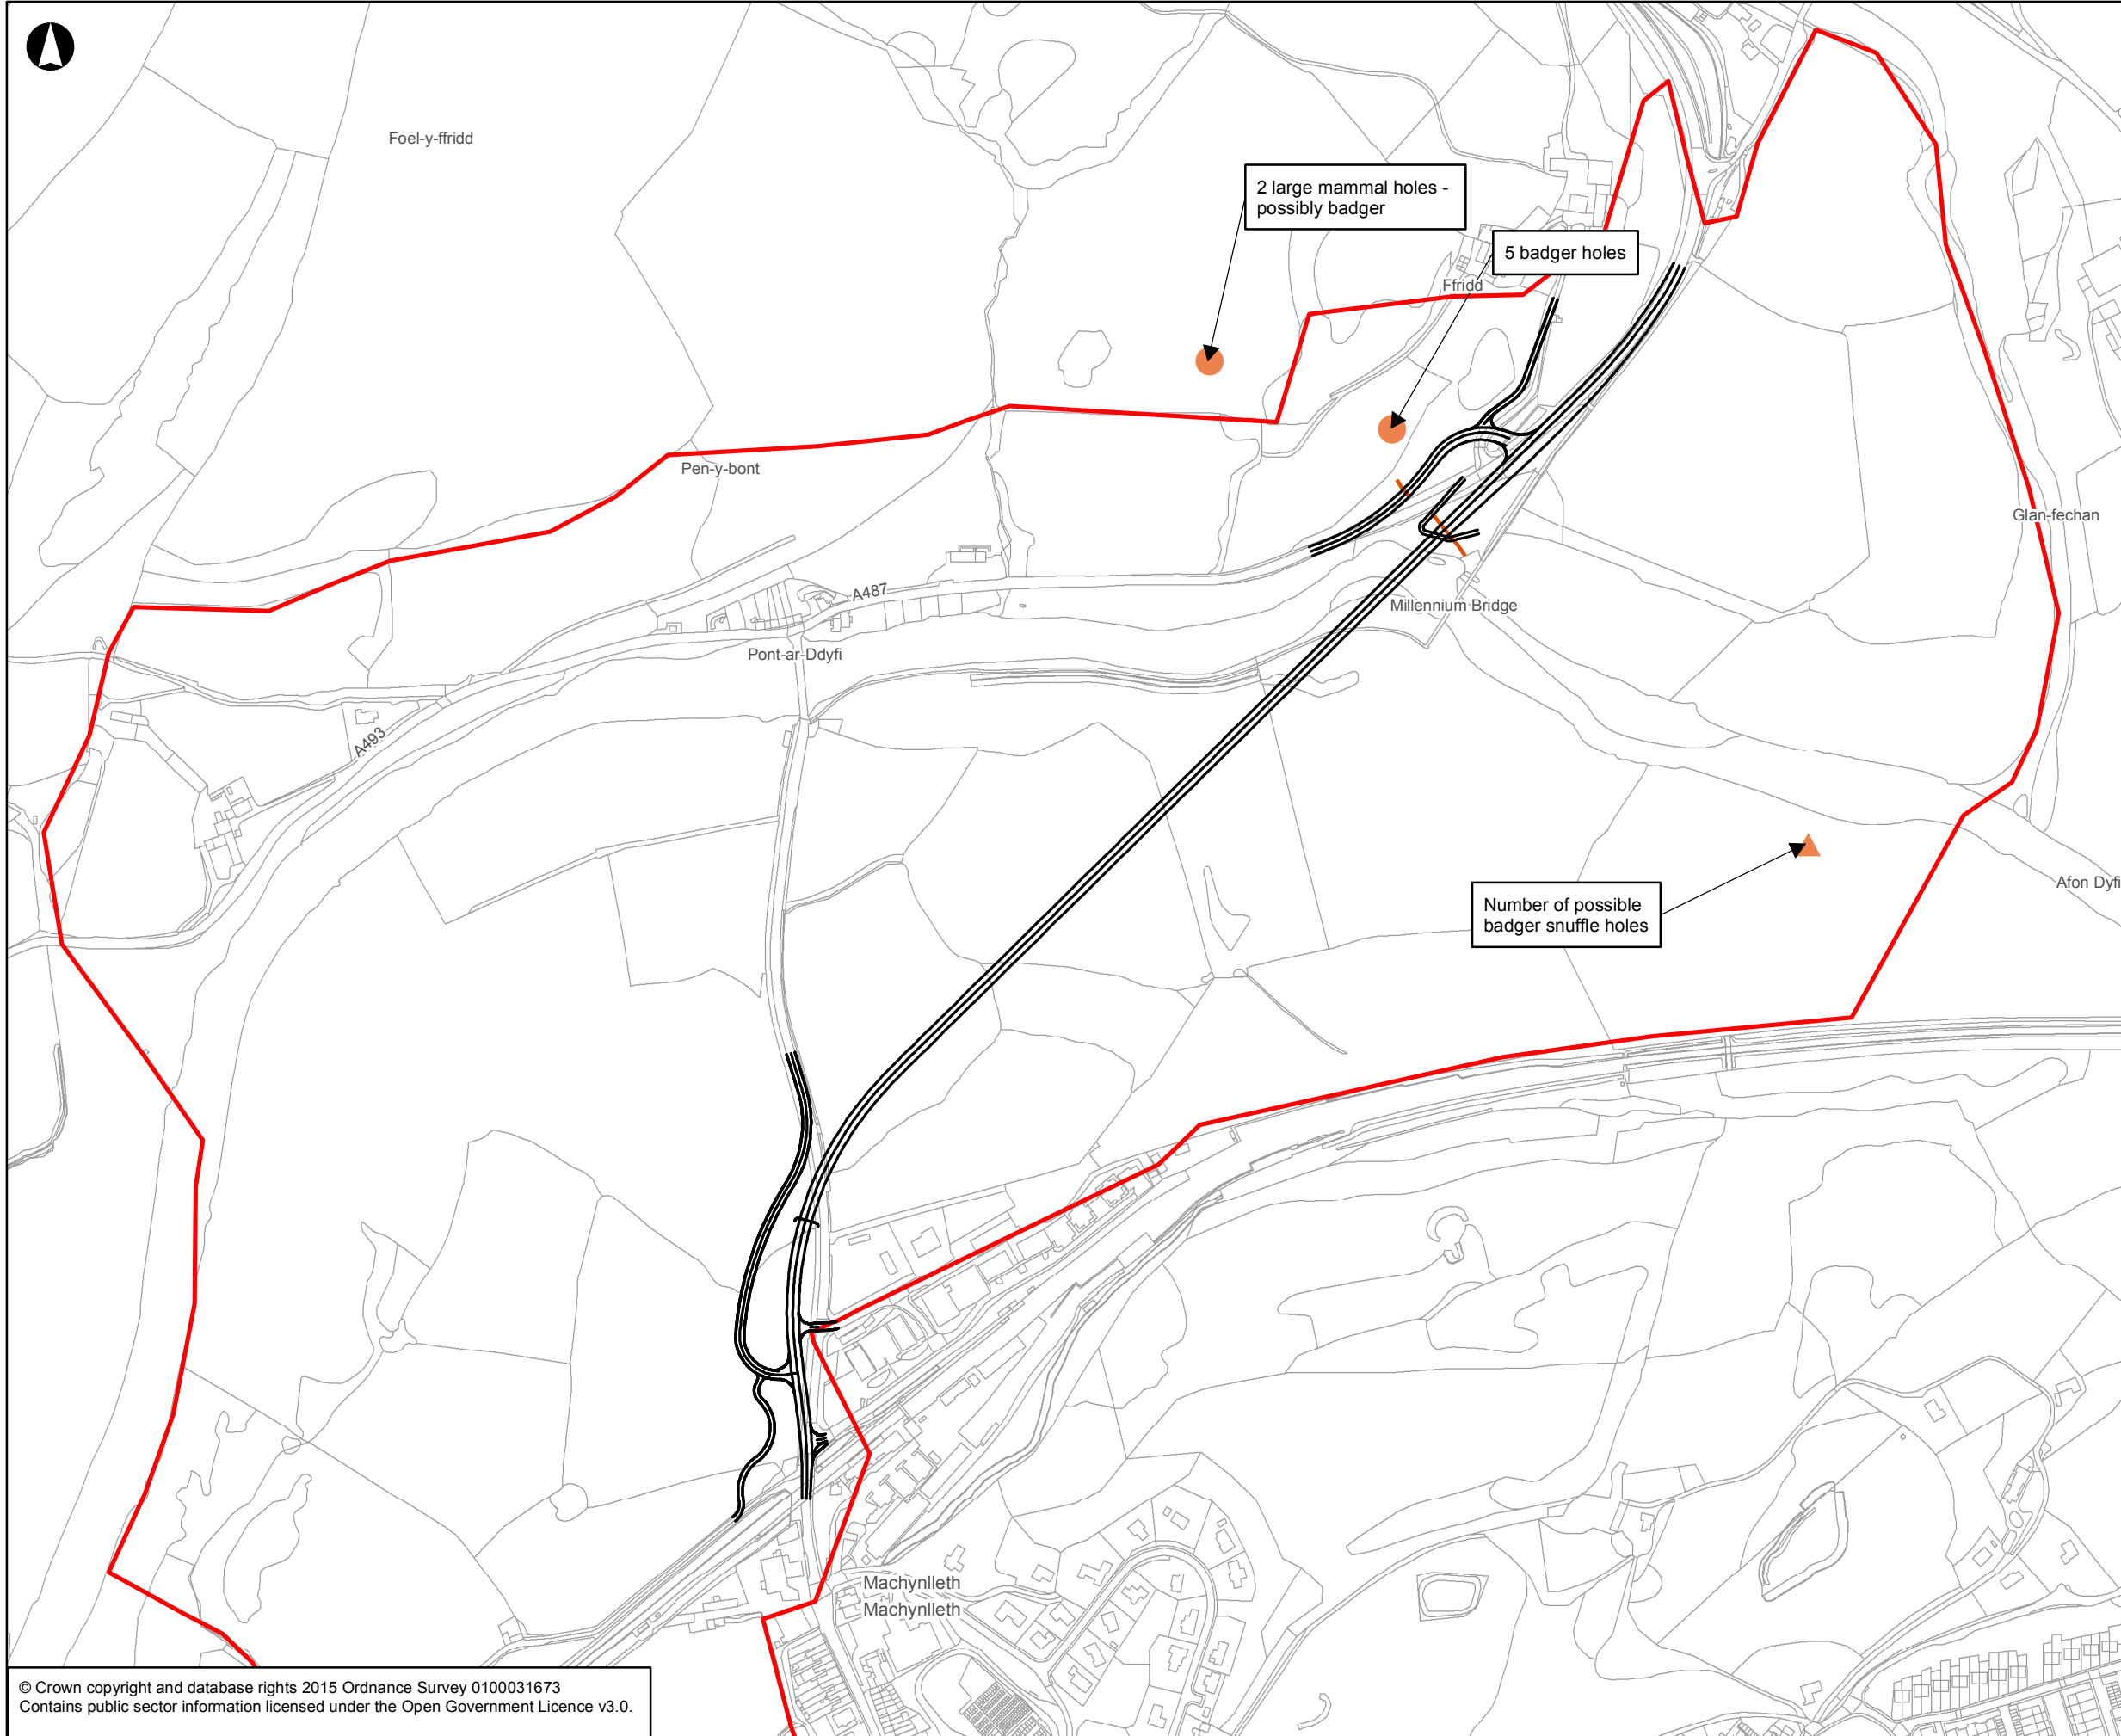 Foel-y-ffridd
2 large mammal holes -
possibly badger
5 badger holes
Ffridd
Pen-y-bont
Glan-fechan
A487
Millennium Bridge
Pont-ar-Ddyfi
A493
Afon Dyfi
Number of possible
badger snuffle holes
Machynlleth
Machynlleth
© Crown copyright and database rights 2015 Ordnance Survey 0100031673
Contains public sector information licensed under the Open Government Licence v3.0.